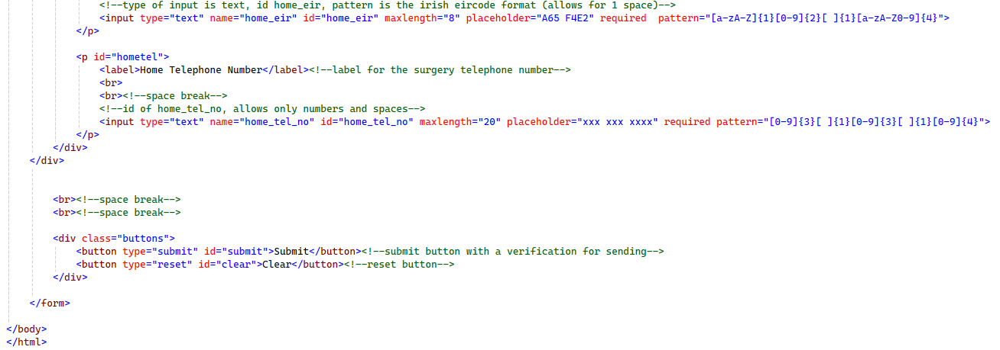 <!--type of input is text, id home_eir, pattern is the irish eircode format (allows for 1 space)-->
<input type="text" name="home_eir" id="home_eir" maxlength="8" placeholder="A65 F4E2" required  pattern="[a-zA-Z]{1}[0-9]{2}[ ]{1}[a-zA-Z0-9]{4}">
</p>
<p id="hometel">
<label>Home Telephone Number</label><!--label for the surgery telephone number-->
<br>
<br><!--space break-->
<!--id of home_tel_no, allows only numbers and spaces-->
<input type="text" name="home_tel_no" id="home_tel_no" maxlength="20" placeholder="xxx xxx xxxx" required pattern="[0-9]{3}[ ]{1}[0-9]{3}[ ]{1}[0-9]{4}">
</p>
</div>
</div>
<br><!--space break-->
<br><!--space break-->
<div class="buttons">
<button type="submit" id="submit">Submit</button><!--submit button with a verification for sending-->
<button type="reset" id="clear">Clear</button><!--reset button-->
</div>
</form>
</body>
</html>